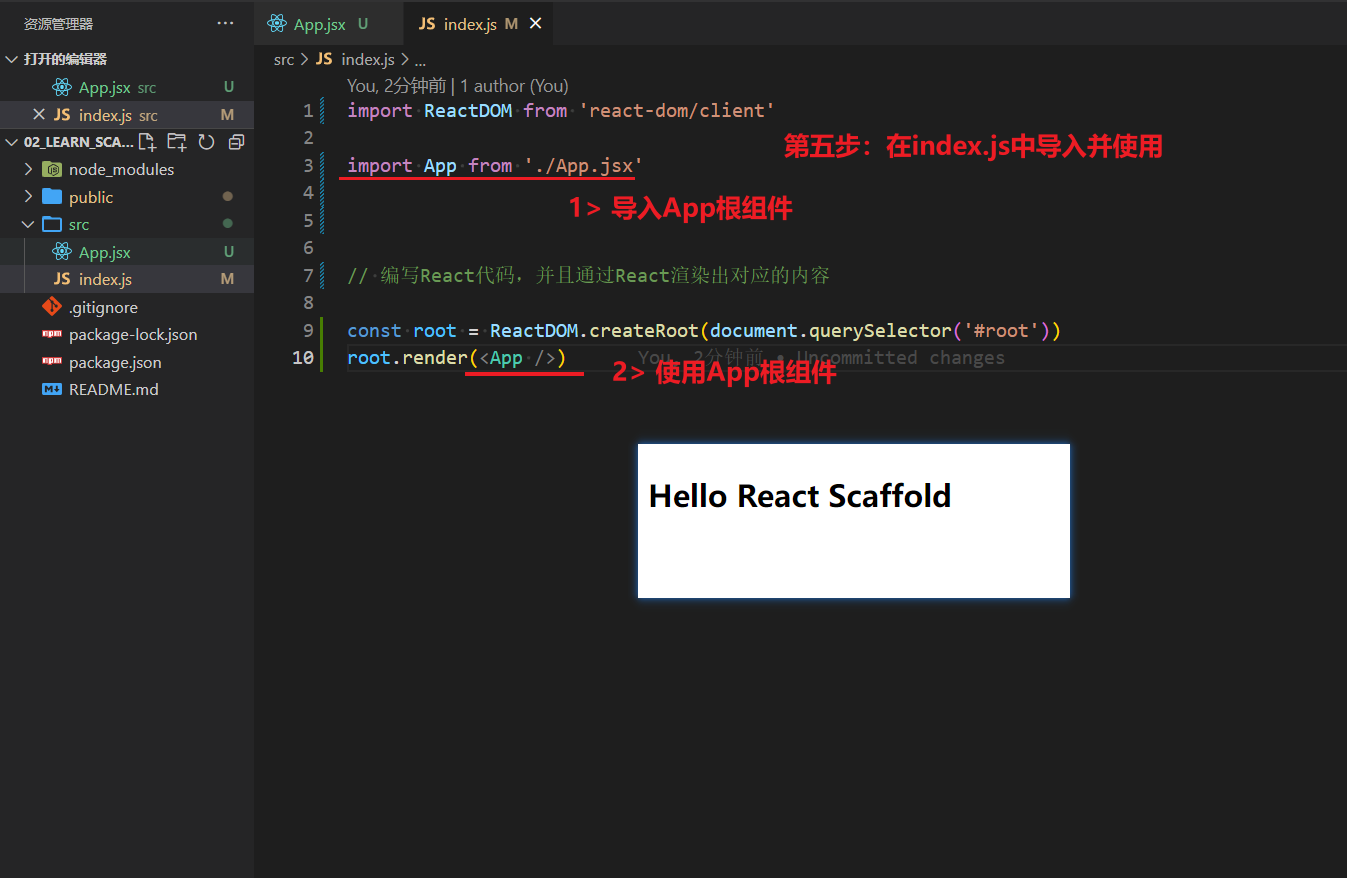 资源管理器 ···
App.jsx U
JS index.js M
打开的编辑器
App.jsx src U
JS index.js src M
02_LEARN_SCA...
node_modules
public
src
App.jsx U
JS index.js M
.gitignore
npm package-lock.json
npm package.json
README.md
src > JS index.js > ...
You, 2分钟前 | 1 author (You)
1 import ReactDOM from 'react-dom/client'
2
第五步：在index.js中导入并使用
3 import App from './App.jsx'
4
1> 导入App根组件
5
6
7 // 编写React代码，并且通过React渲染出对应的内容
8
9 const root = ReactDOM.createRoot(document.querySelector('#root'))
10 root.render(<App />) You, 2分钟前 • Uncommitted changes
2> 使用App根组件
Hello React Scaffold